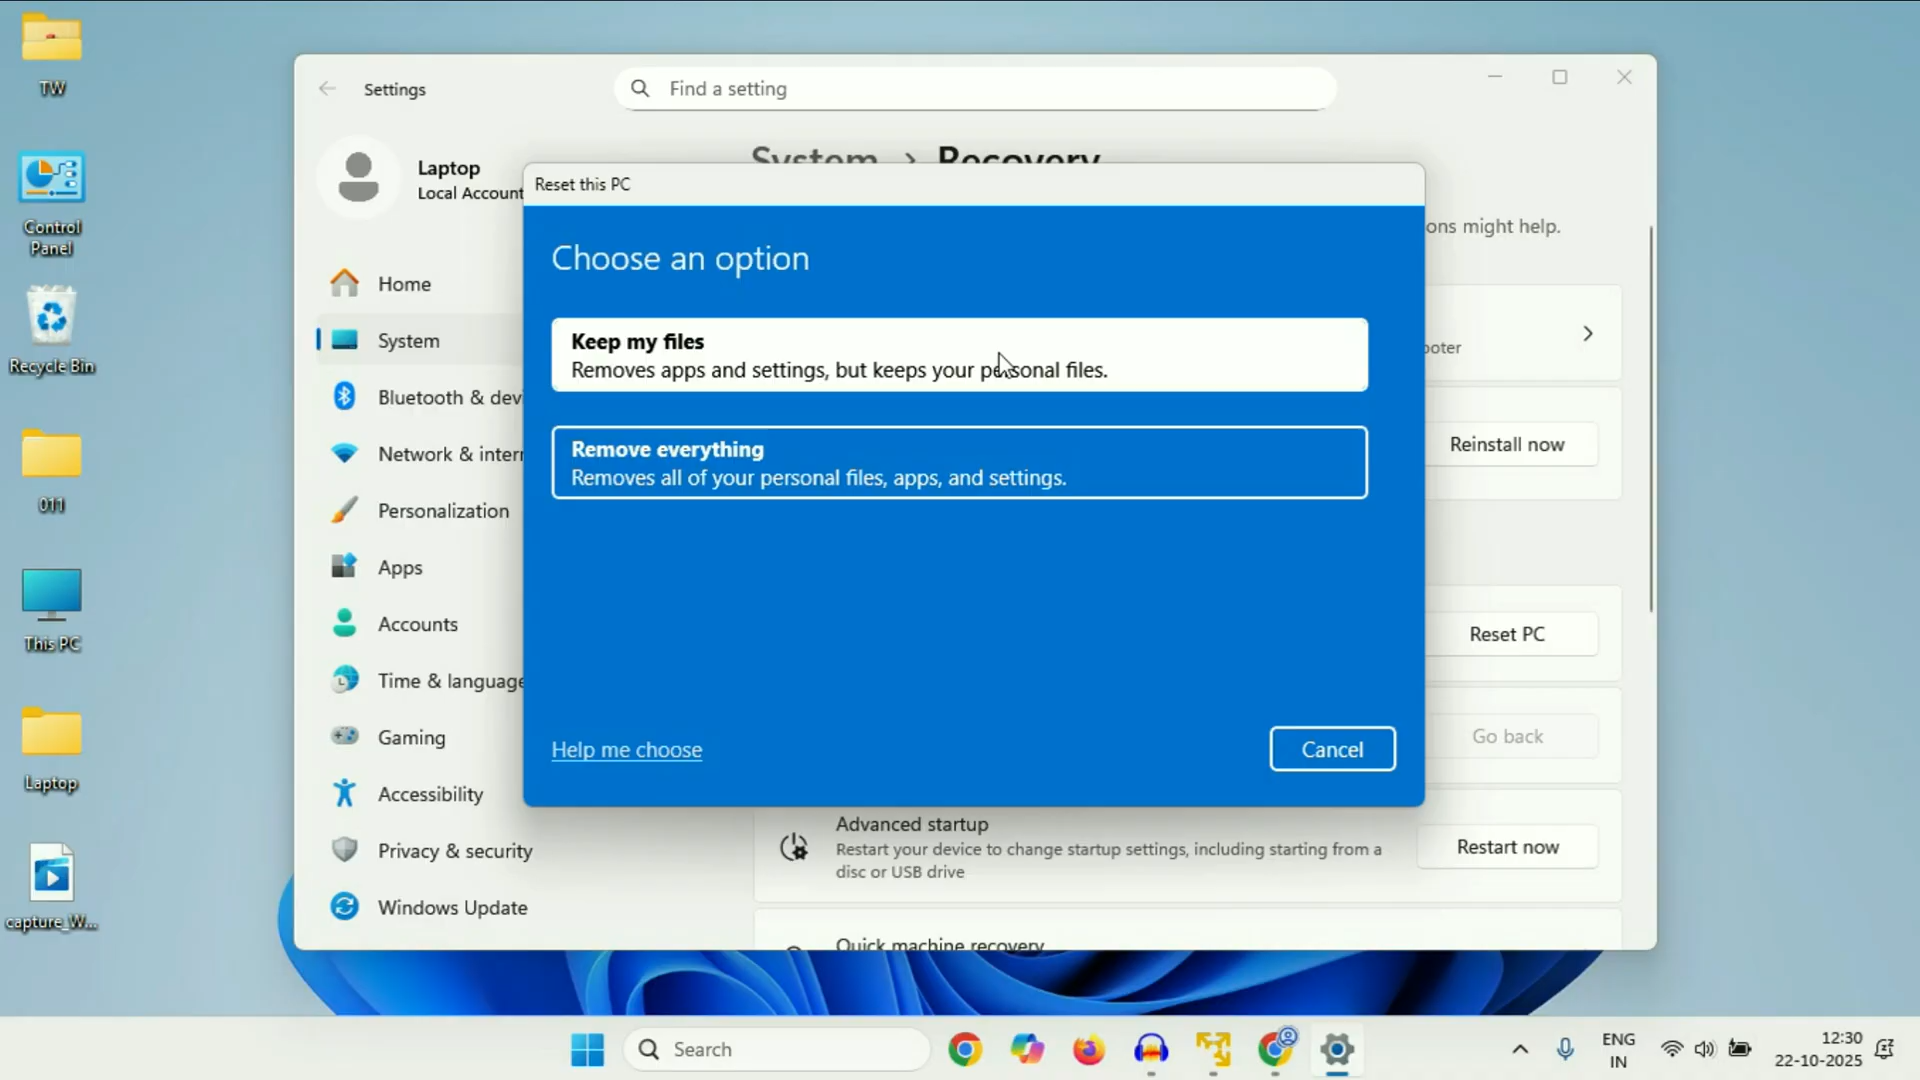 TW
Control
Panel
Recycle Bin
011
This PC
Laptop
capture_W...
Settings
Find a setting
Laptop
Local Account
System > Recovery
Home
System
Bluetooth & devi
Network & intern
Personalization
Apps
Accounts
Time & language
Gaming
Accessibility
Privacy & security
Windows Update
Reset this PC
Choose an option
Keep my files
Removes apps and settings, but keeps your personal files.
Remove everything
Removes all of your personal files, apps, and settings.
Help me choose
Cancel
ons might help.
ooter
Reinstall now
Reset PC
Go back
Advanced startup
Restart your device to change startup settings, including starting from a
disc or USB drive
Restart now
Quick machine recovery
Search
ENG
IN
12:30
22-10-2025